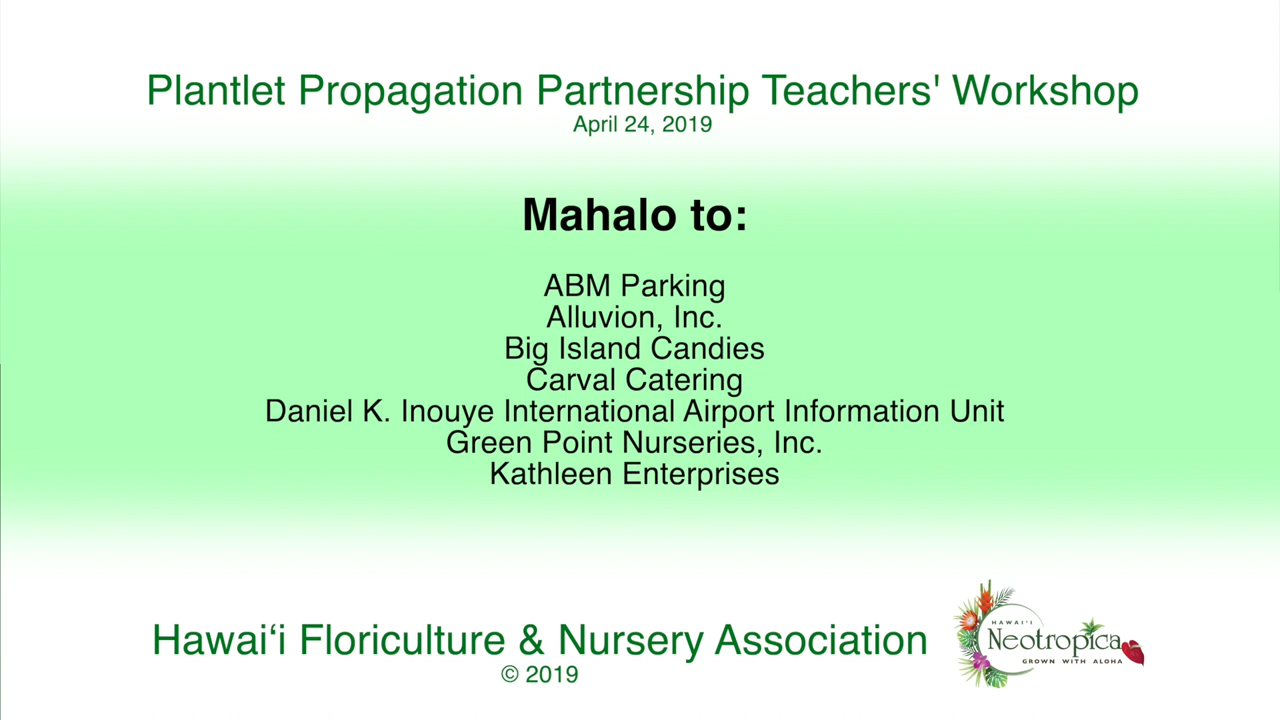 Plantlet Propagation Partnership Teachers' Workshop
April 24, 2019
Mahalo to:
ABM Parking
Alluvion, Inc.
Big Island Candies
Carval Catering
Daniel K. Inouye International Airport Information Unit
Green Point Nurseries, Inc.
Kathleen Enterprises
Hawai‘i Floriculture & Nursery Association
© 2019
HAWAI‘I
Neotropica
GROWN WITH ALOHA